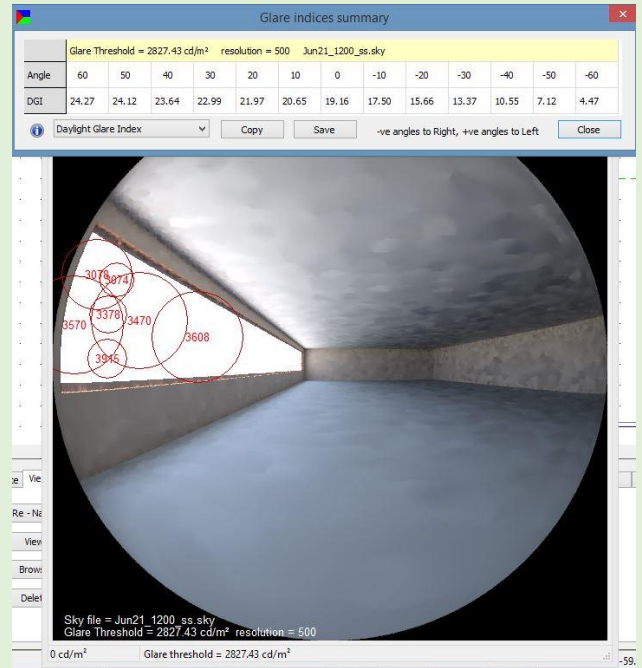 Glare indices summary
Glare Threshold = 2827.43 cd/m² resolution = 500 Jun21_1200_ss.sky
Angle 60 50 40 30 20 10 0 -10 -20 -30 -40 -50 -60
DGI 24.27 24.12 23.64 22.99 21.97 20.65 19.16 17.50 15.66 13.37 10.55 7.12 4.47
Daylight Glare Index Copy Save -ve angles to Right, +ve angles to Left Close
3078
3074
3378
3570
3470
3608
Vie
Re - Na
View
Brows
Delet
Sky file = Jun21_1200_ss.sky
Glare Threshold = 2827.43 cd/m² resolution = 500
0 cd/m² Glare threshold = 2827.43 cd/m²
-59.